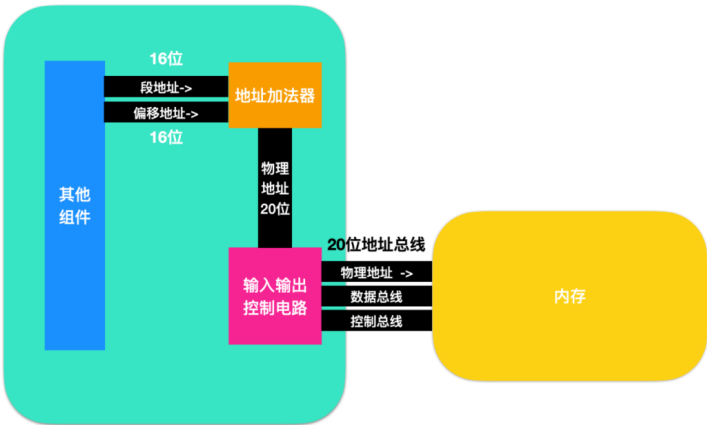 16位
段地址->
偏移地址->
16位
地址加法器
物理
地址
20位
其他
组件
输入输出
控制电路
20位地址总线
物理地址 ->
数据总线
控制总线
内存